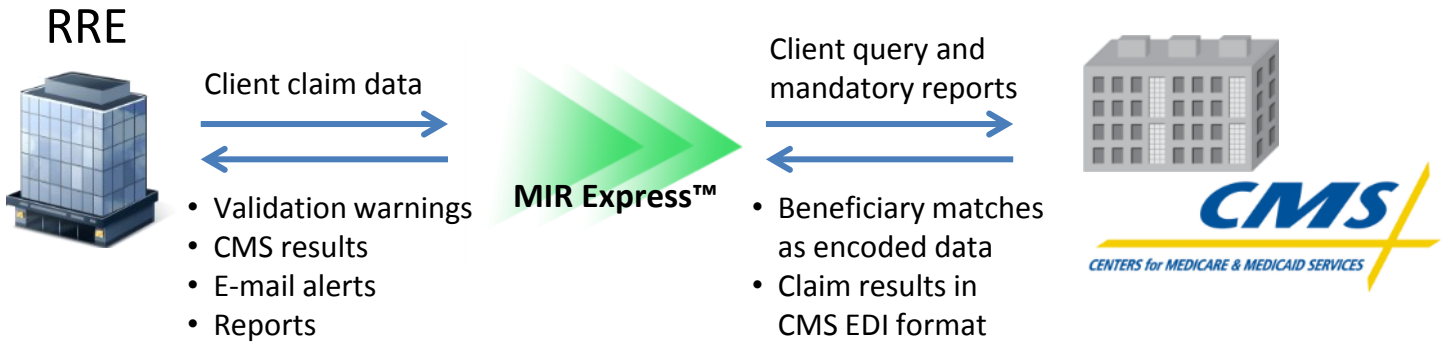 RRE
Client claim data
• Validation warnings
• CMS results
• E-mail alerts
• Reports
MIR Express™
Client query and
mandatory reports
• Beneficiary matches
as encoded data
• Claim results in
CMS EDI format
CMS
CENTERS for MEDICARE & MEDICAID SERVICES